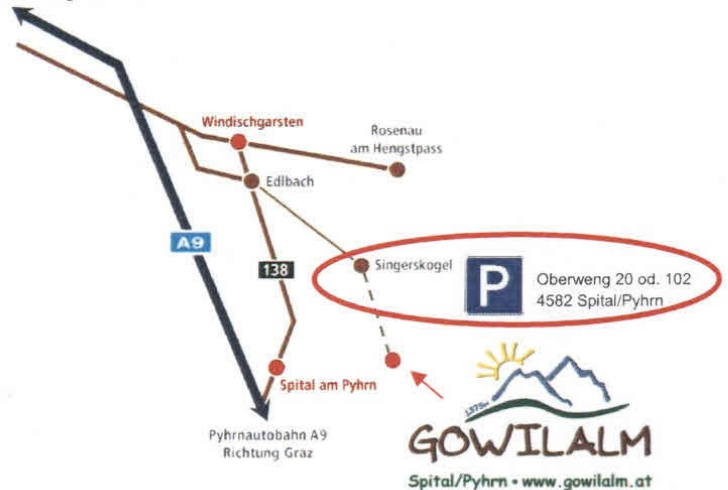 Windischgarsten
Rosenau
am Hengstpass
Edlbach
A9
138
Singerskogel
P
Oberweng 20 od. 102
4582 Spital/Pyhrn
Spital am Pyhrn
Pyhrnautobahn A9
Richtung Graz
GOWILALM
Spital/Pyhrn • www.gowilalm.at